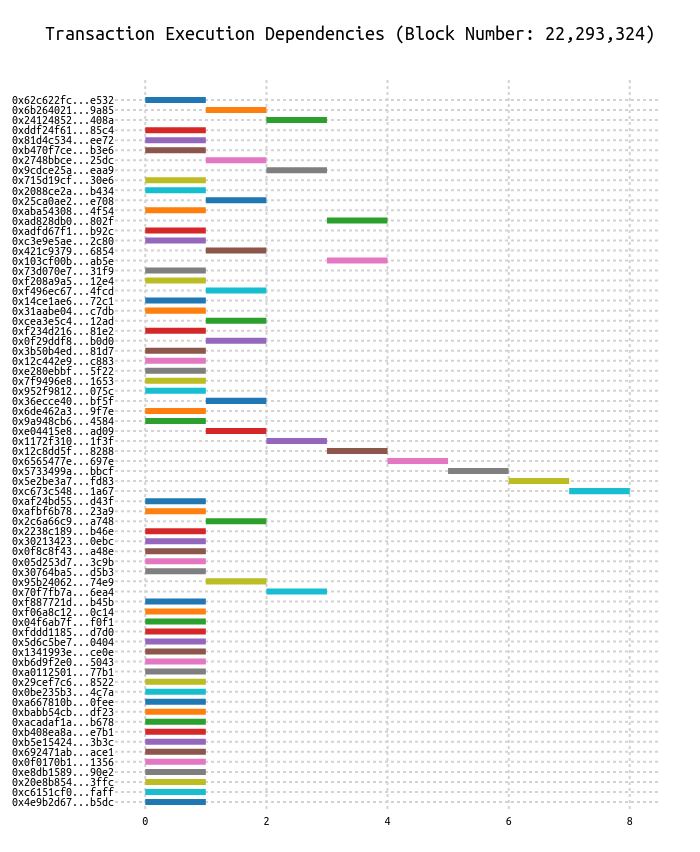 Transaction Execution Dependencies (Block Number: 22,293,324)
0x62c622fc...e532
0x6b264021...9a85
0x24124852...408a
0xddf24f61...85c4
0x81d4c534...ee72
0xb470f7ce...b3e6
0x2748bbce...25dc
0x9cdce25a...eaa9
0x715d19cf...30e6
0x2088ce2a...b434
0x25ca0ae2...e708
0xaba54308...4f54
0xad828db0...802f
0xadfd67f1...b92c
0xc3e9e5ae...2c80
0x421c9379...6854
0x103cf00b...ab5e
0x73d070e7...31f9
0xf208a9a5...12e4
0xf496ec67...4fcd
0x14ce1ae6...72c1
0x31aabe04...c7db
0xcea3e5c4...12ad
0xf234d216...81e2
0x0f29ddf8...b0d0
0x3b50b4ed...81d7
0x12c442e9...c883
0xe280ebbf...5f22
0x7f9496e8...1653
0x952f9812...075c
0x36ecce40...bf5f
0x6de462a3...9f7e
0x9a948cb6...4584
0xe04415e8...ad09
0x1172f310...1f3f
0x12c8dd5f...8288
0x6565477e...697e
0x5733499a...bbcf
0x5e2be3a7...fd83
0xc673c548...1a67
0xaf24bd55...d43f
0xafbf6b78...23a9
0x2c6a66c9...a748
0x2238c189...b46e
0x30213423...0ebc
0x0f8c8f43...a48e
0x05d253d7...3c9b
0x30764ba5...d5b3
0x95b24062...74e9
0x70f7fb7a...6ea4
0xf887721d...b45b
0xf06a8c12...0c14
0x04f6ab7f...f0f1
0xfddd1185...d7d0
0x5d6c5be7...0404
0x1341993e...ce0e
0xb6d9f2e0...5043
0xa0112501...77b1
0x29cef7c6...8522
0x0be235b3...4c7a
0xa667810b...0fee
0xbabb54cb...df23
0xacadaf1a...b678
0xb408ea8a...e7b1
0xb5e15424...3b3c
0x692471ab...ace1
0x0f0170b1...1356
0xe8db1589...90e2
0x20e8b854...3ffc
0xc6151cf0...faff
0x4e9b2d67...b5dc
0 2 4 6 8